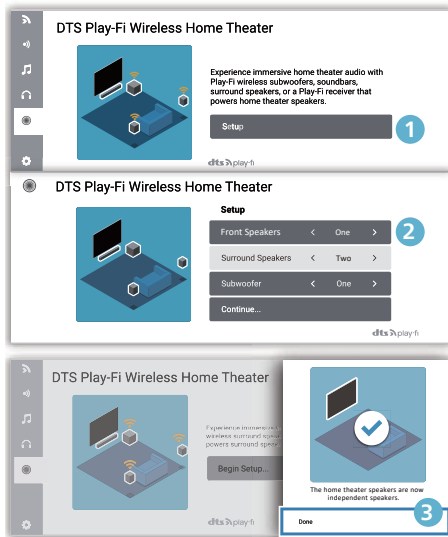 DTS Play-Fi Wireless Home Theater
Experience immersive home theater audio with
Play-Fi wireless subwoofers, soundbars,
surround speakers, or a Play-Fi receiver that
powers home theater speakers.
Setup
1
dts play-fi
DTS Play-Fi Wireless Home Theater
Setup
Front Speakers < One >
2
Surround Speakers < Two >
Subwoofer < One >
Continue...
dts play-fi
DTS Play-Fi Wireless Home Theater
Experience immersive
wireless surround
powers surround
Begin Setup...
dts play-fi
The home theater speakers are now
independent speakers.
Done
3